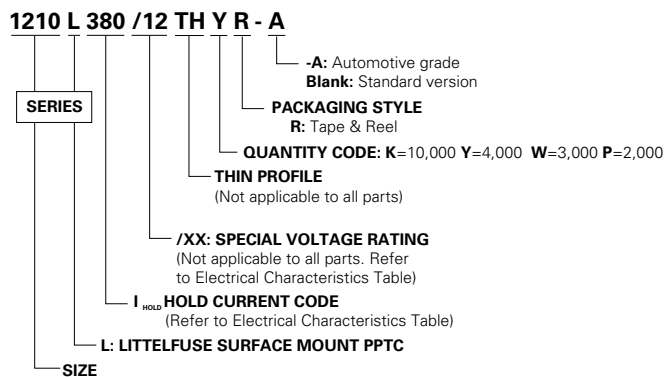 1210 L 380 /12 TH Y R - A
-A: Automotive grade
Blank: Standard version
SERIES
PACKAGING STYLE
R: Tape & Reel
QUANTITY CODE: K=10,000 Y=4,000 W=3,000 P=2,000
THIN PROFILE
(Not applicable to all parts)
/XX: SPECIAL VOLTAGE RATING
(Not applicable to all parts. Refer
to Electrical Characteristics Table)
I HOLD HOLD CURRENT CODE
(Refer to Electrical Characteristics Table)
L: LITTELFUSE SURFACE MOUNT PPTC
SIZE